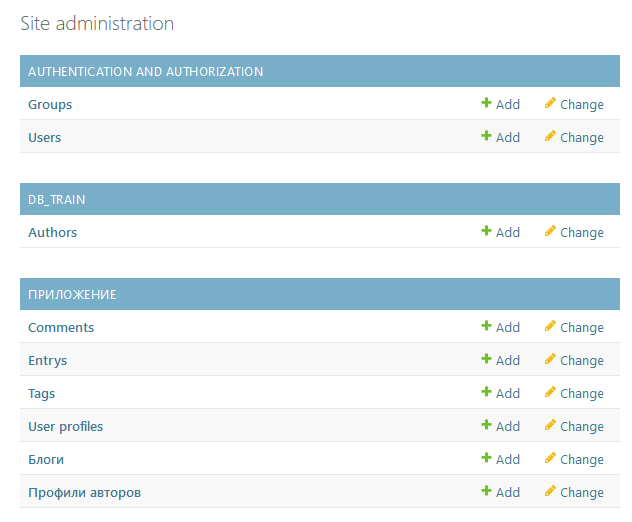 Site administration
AUTHENTICATION AND AUTHORIZATION
Groups Add Change
Users Add Change
DB_TRAIN
Authors Add Change
ПРИЛОЖЕНИЕ
Comments Add Change
Entrys Add Change
Tags Add Change
User profiles Add Change
Блоги Add Change
Профили авторов Add Change